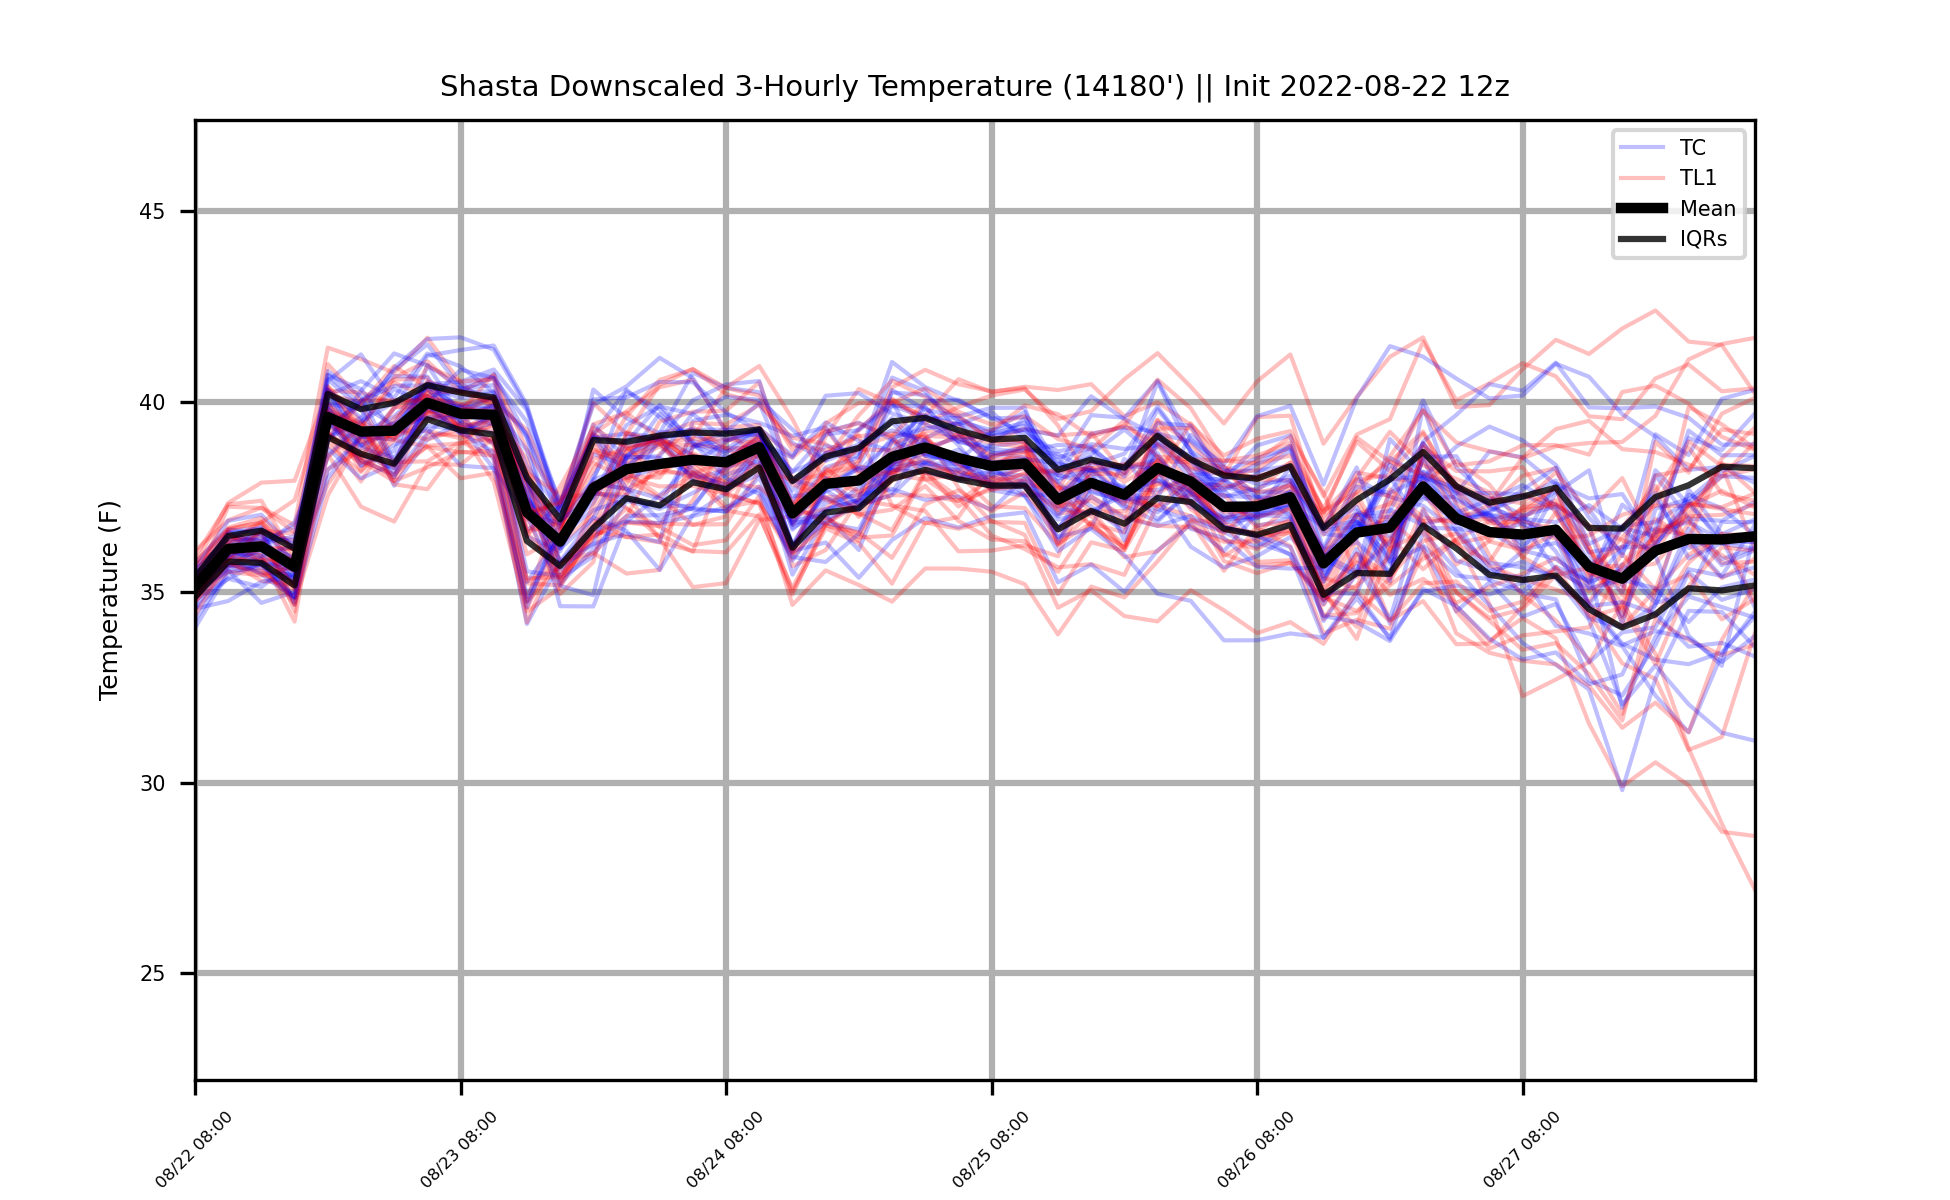 Shasta Downscaled 3-Hourly Temperature (14180') || Init 2022-08-22 12z
TC
TL1
Mean
IQRs
Temperature (F)
45
40
35
30
25
08/22 08:00
08/23 08:00
08/24 08:00
08/25 08:00
08/26 08:00
08/27 08:00